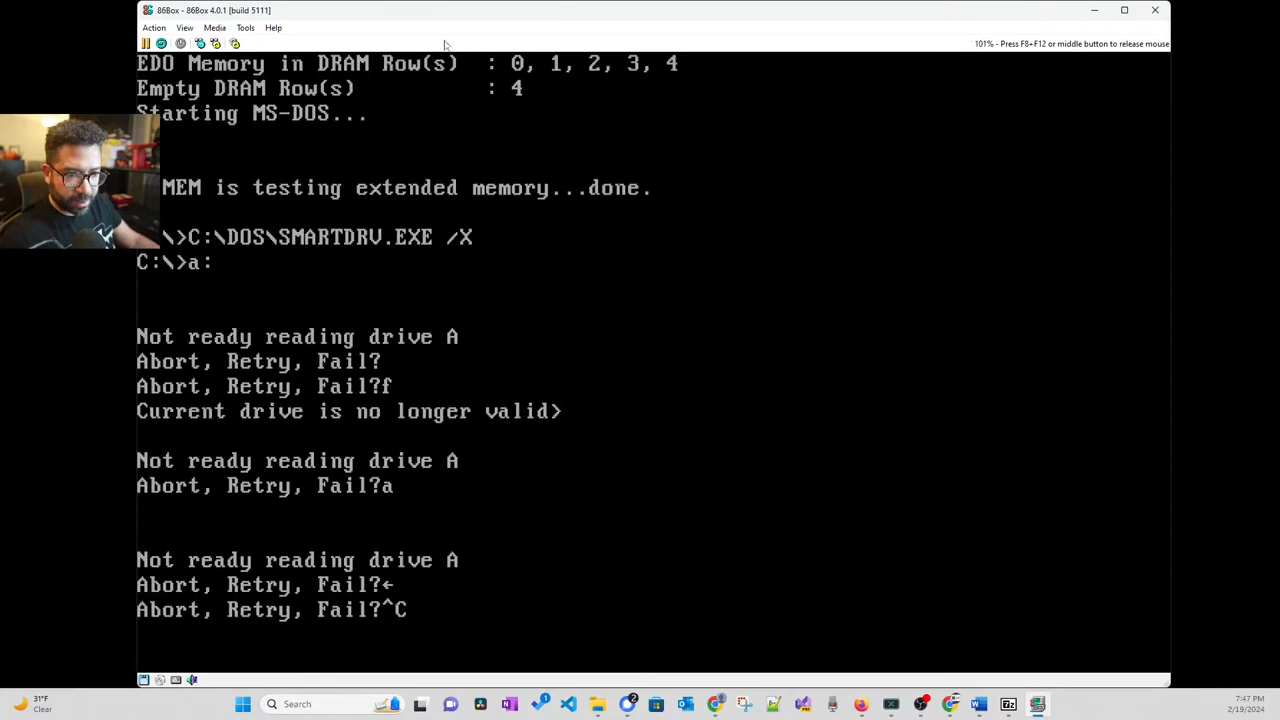 86Box - 86Box 4.0.1 [build 5111]
Action View Media Tools Help
101% - Press F8+F12 or middle button to release mouse
EDO Memory in DRAM Row(s) : 0, 1, 2, 3, 4
Empty DRAM Row(s) : 4
Starting MS-DOS...
MEM is testing extended memory...done.
\>C:\DOS\SMARTDRV.EXE /X
C:\>a:
Not ready reading drive A
Abort, Retry, Fail?
Abort, Retry, Fail?f
Current drive is no longer valid>
Not ready reading drive A
Abort, Retry, Fail?a
Not ready reading drive A
Abort, Retry, Fail?←
Abort, Retry, Fail?^C
31°F
Clear
Search
2
7:47 PM
2/19/2024